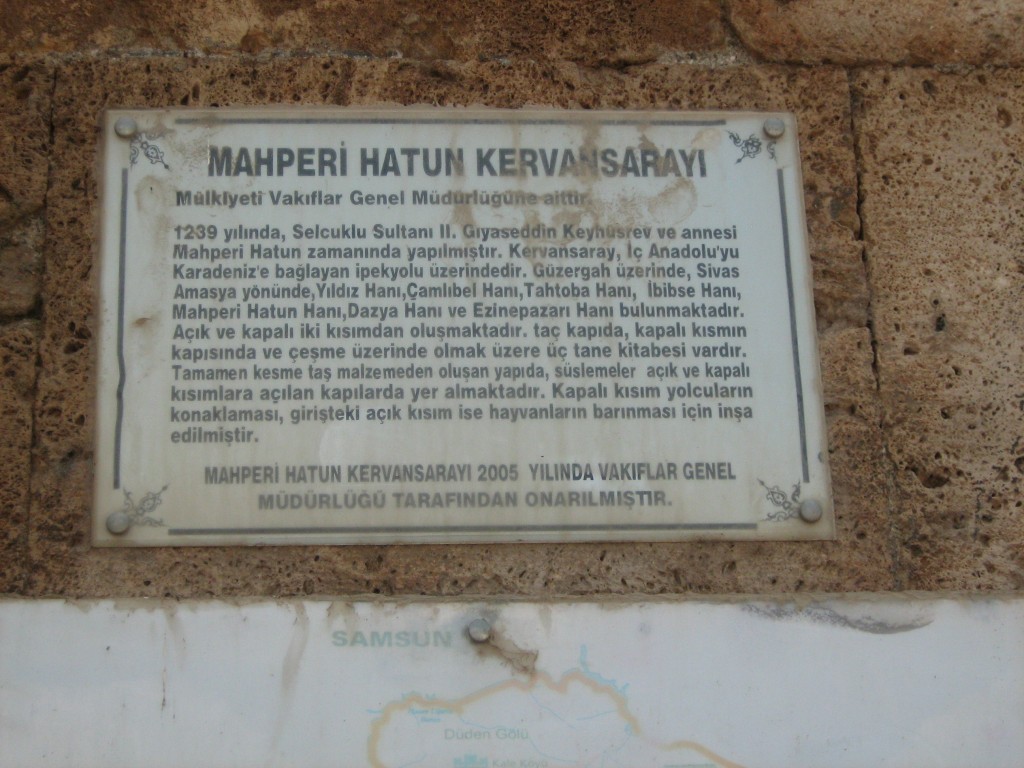 MAHPERİ HATUN KERVANSARAYI
Mülkiyeti Vakıflar Genel Müdürlüğüne aittir.
1239 yılında, Selcuklu Sultanı II. Gıyaseddin Keyhüsrev ve annesi
Mahperi Hatun zamanında yapılmıştır. Kervansaray, İç Anadolu'yu
Karadeniz'e bağlayan ipekyolu üzerindedir. Güzergah üzerinde, Sivas
Amasya yönünde,Yıldız Hanı,Çamlıbel Hanı,Tahtoba Hanı, İbibse Hanı,
Mahperi Hatun Hanı,Dazya Hanı ve Ezinepazarı Hanı bulunmaktadır.
Açık ve kapalı iki kısımdan oluşmaktadır. taç kapıda, kapalı kısmın
kapısında ve çeşme üzerinde olmak üzere üç tane kitabesi vardır.
Tamamen kesme taş malzemeden oluşan yapıda, süslemeler açık ve kapalı
kısımlara açılan kapılarda yer almaktadır. Kapalı kısım yolcuların
konaklaması, girişteki açık kısım ise hayvanların barınması için inşa
edilmiştir.
MAHPERİ HATUN KERVANSARAYI 2005 YILINDA VAKIFLAR GENEL
MÜDÜRLÜĞÜ TARAFINDAN ONARILMIŞTIR.
SAMSUN
Düden Gölü
Kale Köyü